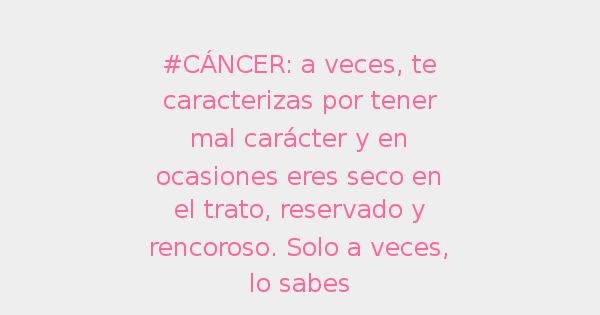 #CÁNCER: a veces, te
caracterizas por tener
mal carácter y en
ocasiones eres seco en
el trato, reservado y
rencoroso. Solo a veces,
lo sabes